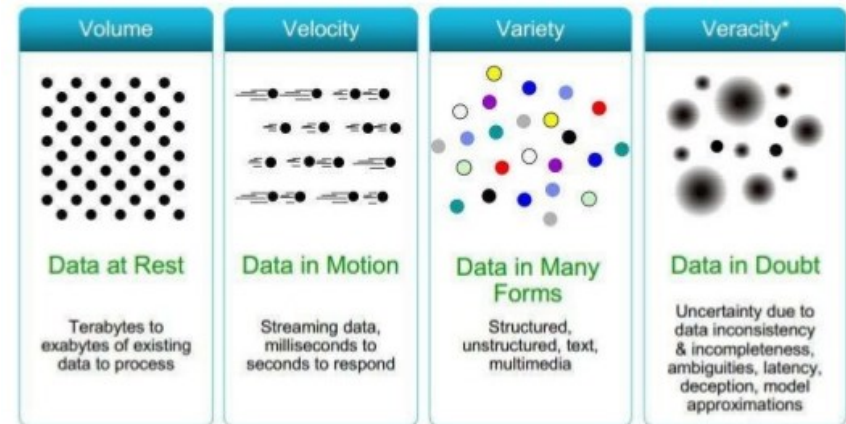 Volume
Data at Rest
Terabytes to
exabytes of existing
data to process
Velocity
Data in Motion
Streaming data,
milliseconds to
seconds to respond
Variety
Data in Many
Forms
Structured,
unstructured, text,
multimedia
Veracity*
Data in Doubt
Uncertainty due to
data inconsistency
& incompleteness,
ambiguities, latency,
deception, model
approximations